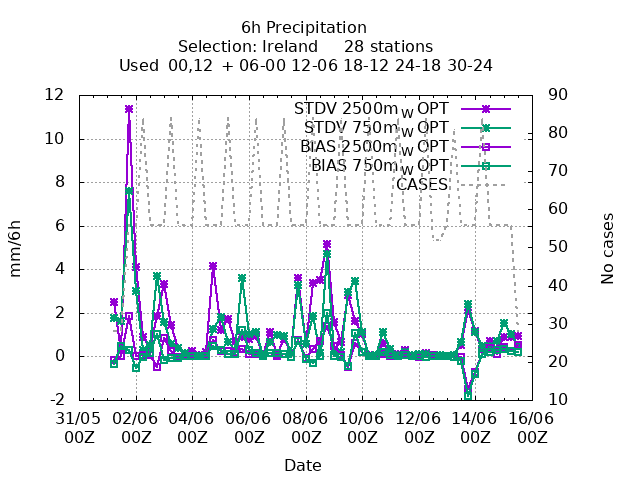 6h Precipitation
Selection: Ireland 28 stations
Used 00,12 + 06-00 12-06 18-12 24-18 30-24
mm/6h
12
10
8
6
4
2
0
-2
90
80
70
60
50
40
30
20
10
No cases
STDV 2500m_w OPT
STDV 750m_w OPT
BIAS 2500m_w OPT
BIAS 750m_w OPT
CASES
31/05 02/06 04/06 06/06 08/06 10/06 12/06 14/06 16/06
00Z 00Z 00Z 00Z 00Z 00Z 00Z 00Z 00Z
Date